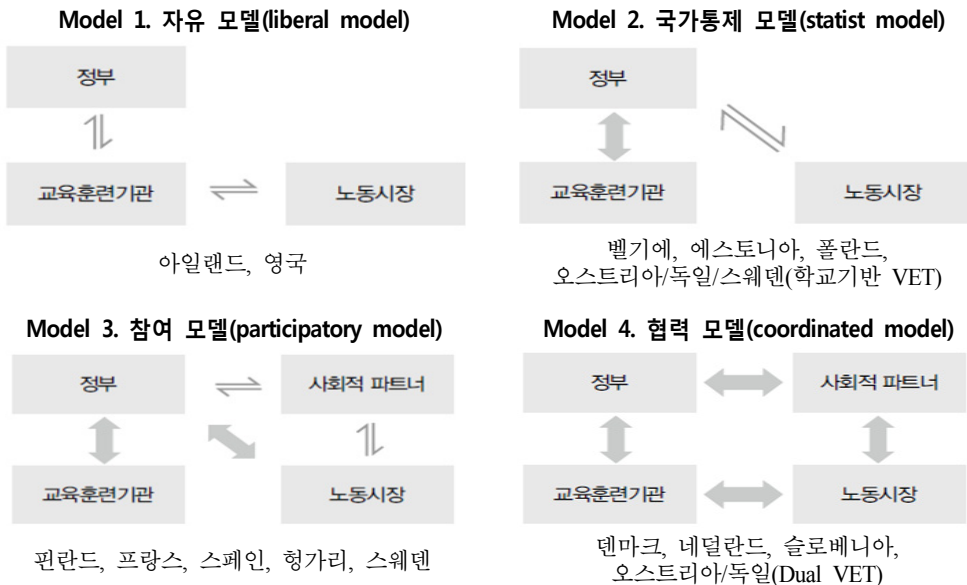 Model 1. 자유 모델(liberal model)
정부
교육훈련기관
노동시장
아일랜드, 영국
Model 2. 국가통제 모델(statist model)
정부
교육훈련기관
노동시장
벨기에, 에스토니아, 폴란드,
오스트리아/독일/스웨덴(학교기반 VET)
Model 3. 참여 모델(participatory model)
정부
사회적 파트너
교육훈련기관
노동시장
핀란드, 프랑스, 스페인, 헝가리, 스웨덴
Model 4. 협력 모델(coordinated model)
정부
사회적 파트너
교육훈련기관
노동시장
덴마크, 네덜란드, 슬로베니아,
오스트리아/독일(Dual VET)